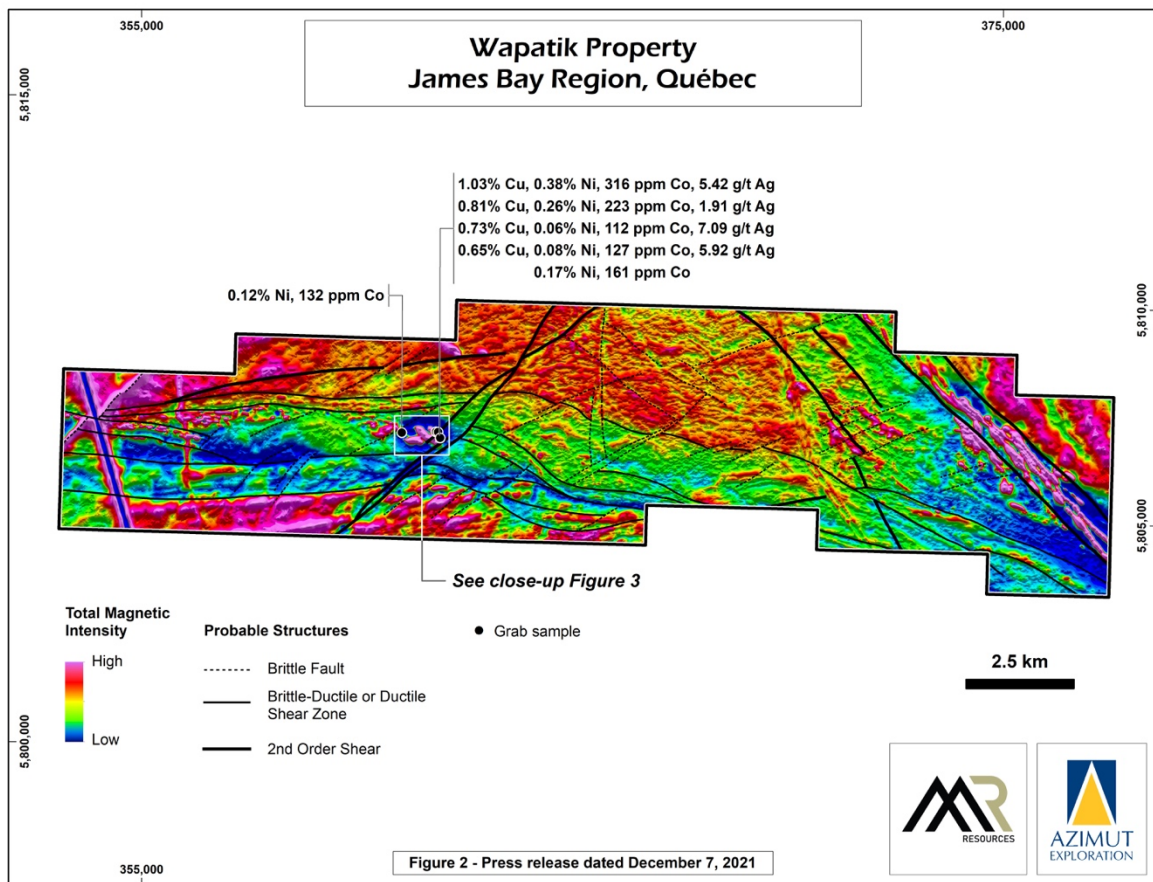 355,000
375,000
Wapatik Property
James Bay Region, Québec
5,815,000
1.03% Cu, 0.38% Ni, 316 ppm Co, 5.42 g/t Ag
0.81% Cu, 0.26% Ni, 223 ppm Co, 1.91 g/t Ag
0.73% Cu, 0.06% Ni, 112 ppm Co, 7.09 g/t Ag
0.65% Cu, 0.08% Ni, 127 ppm Co, 5.92 g/t Ag
0.17% Ni, 161 ppm Co
0.12% Ni, 132 ppm Co
5,810,000
5,805,000
See close-up Figure 3
Total Magnetic
Intensity
High
Low
Probable Structures
Brittle Fault
Brittle-Ductile or Ductile
Shear Zone
2nd Order Shear
Grab sample
2.5 km
5,800,000
MR
RESOURCES
AZIMUT
EXPLORATION
355,000
Figure 2 - Press release dated December 7, 2021